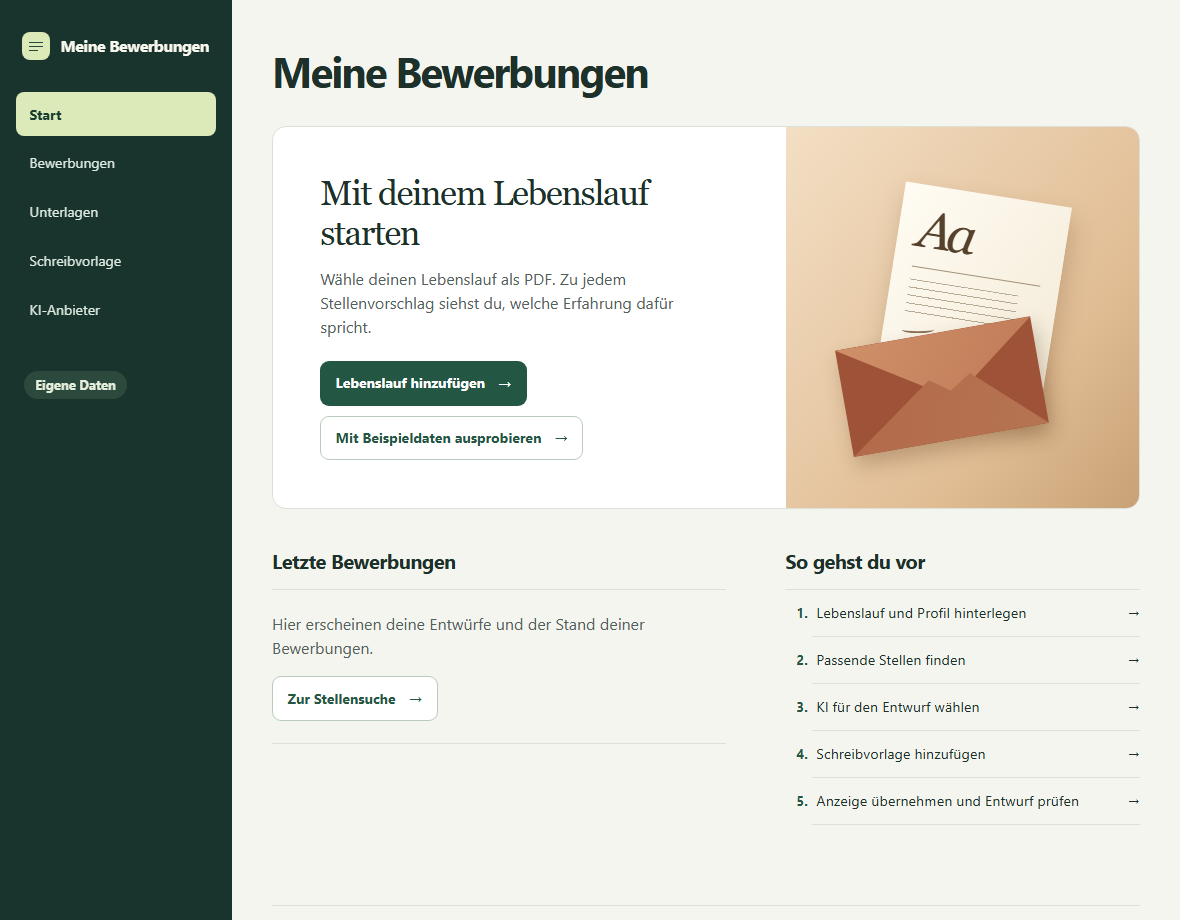 Meine Bewerbungen
Start
Bewerbungen
Unterlagen
Schreibvorlage
KI-Anbieter
Eigene Daten
Meine Bewerbungen
Mit deinem Lebenslauf
starten
Wähle deinen Lebenslauf als PDF. Zu jedem
Stellenvorschlag siehst du, welche Erfahrung dafür
spricht.
Lebenslauf hinzufügen →
Mit Beispieldaten ausprobieren →
Aa
Letzte Bewerbungen
Hier erscheinen deine Entwürfe und der Stand deiner
Bewerbungen.
Zur Stellensuche →
So gehst du vor
1. Lebenslauf und Profil hinterlegen →
2. Passende Stellen finden →
3. KI für den Entwurf wählen →
4. Schreibvorlage hinzufügen →
5. Anzeige übernehmen und Entwurf prüfen →